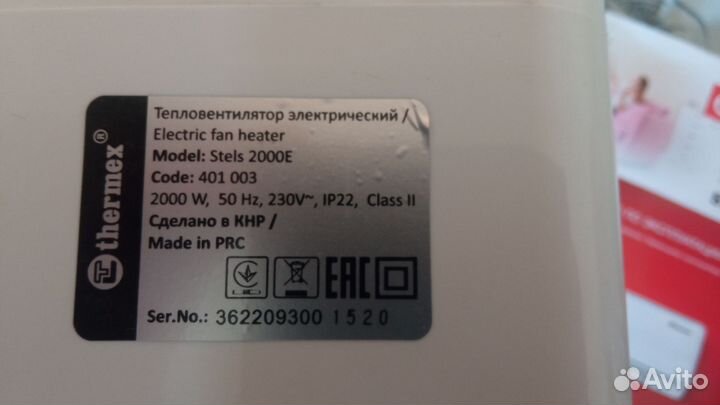 thermex®
Тепловентилятор электрический /
Electric fan heater
Model: Stels 2000E
Code: 401 003
2000 W, 50 Hz, 230V~, IP22, Class II
Сделано в КНР /
Made in PRC
EAC
Ser.No.: 362209300 1520
Avito